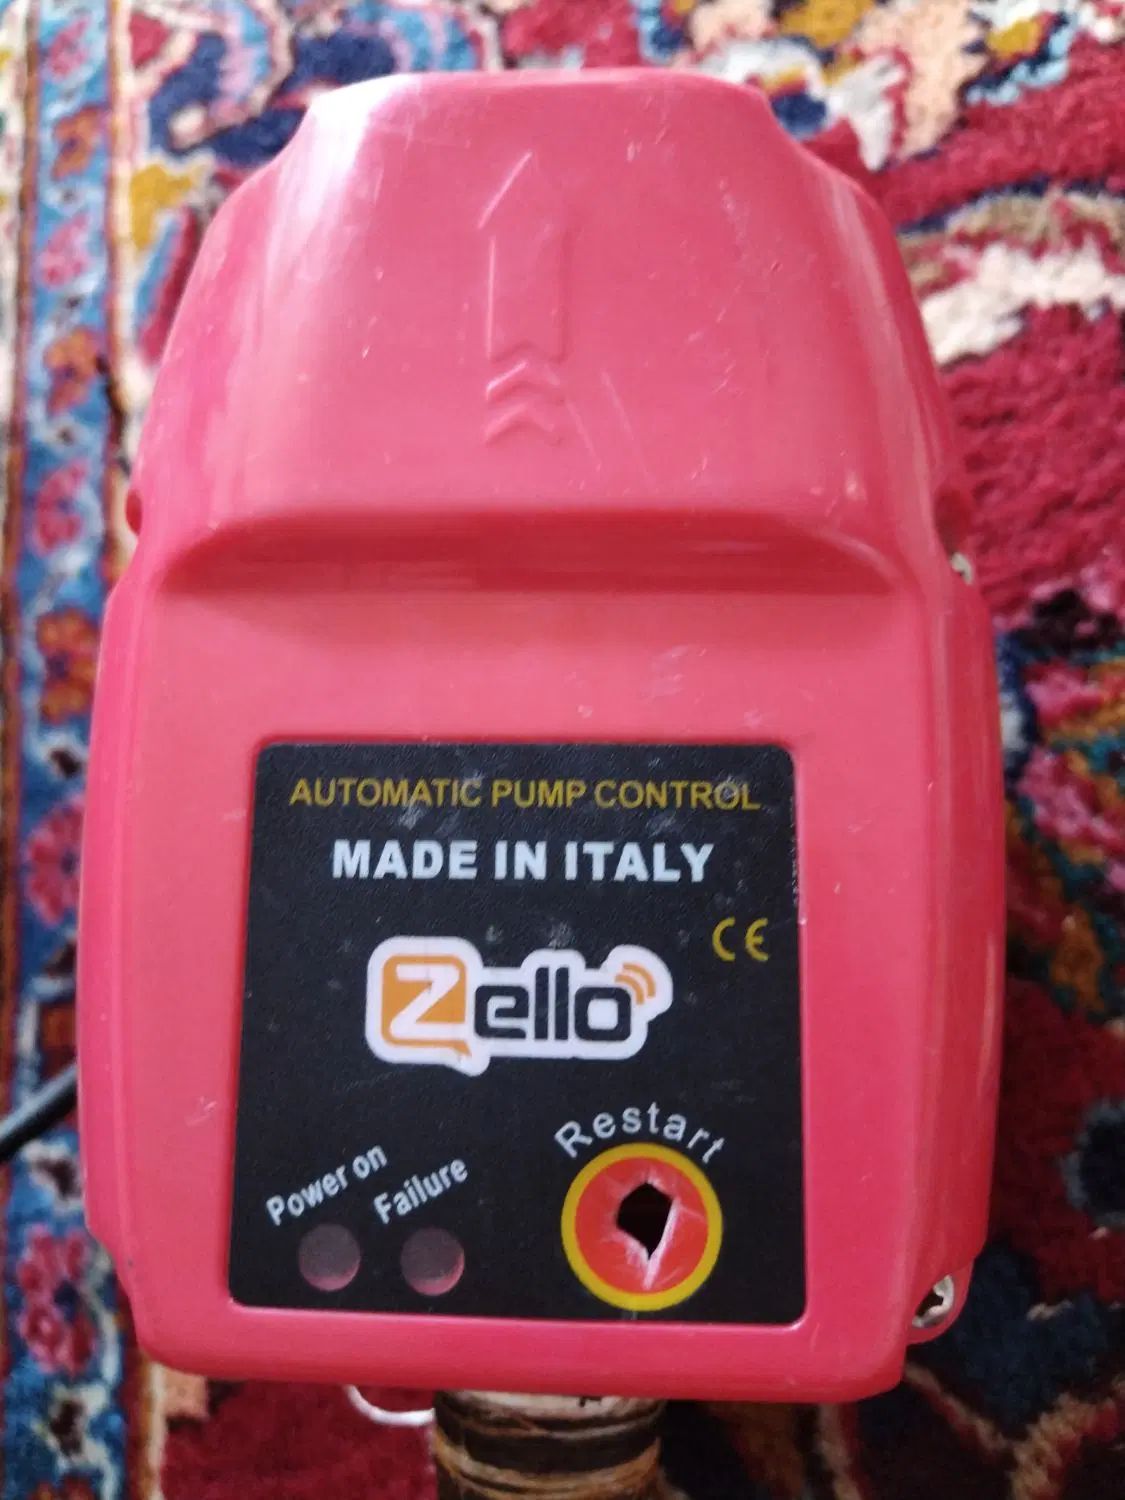 AUTOMATIC PUMP CONTROL
MADE IN ITALY
CE
Zello
Restart
Power on
Failure